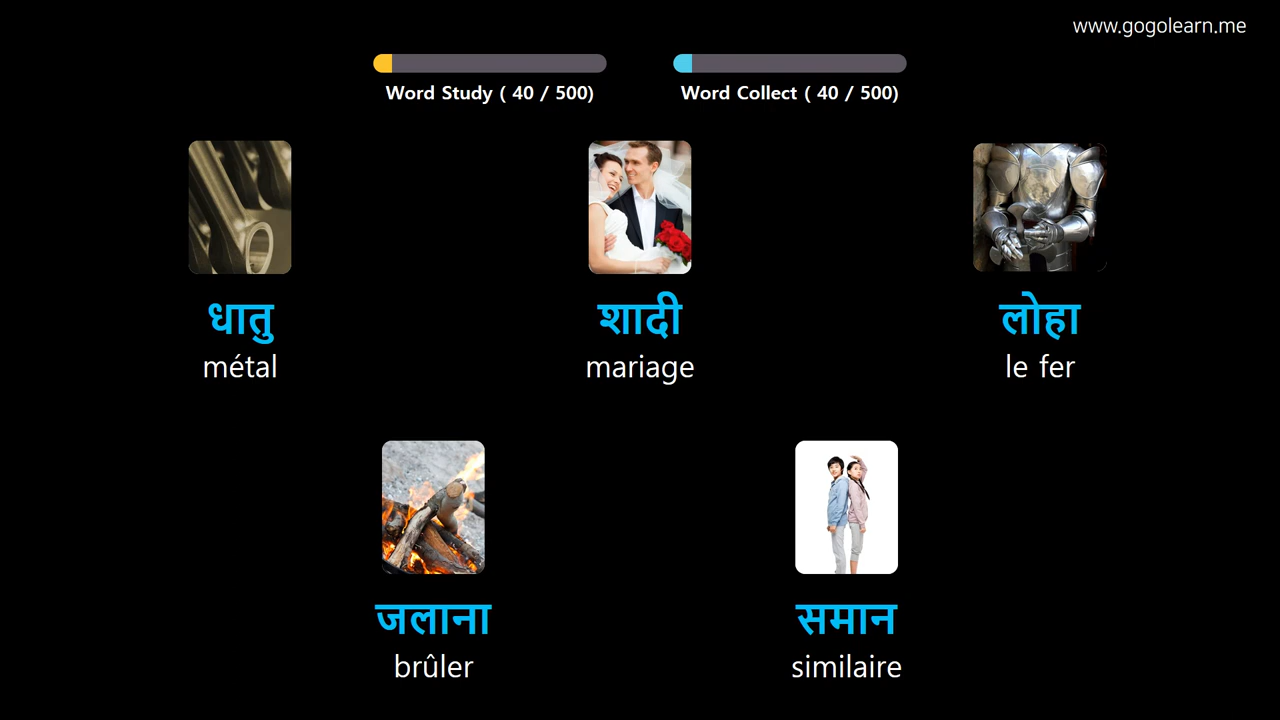 www.gogolearn.me
Word Study ( 40 / 500)
Word Collect ( 40 / 500)
धातु
métal
शादी
mariage
लोहा
le fer
जलाना
brûler
समान
similaire